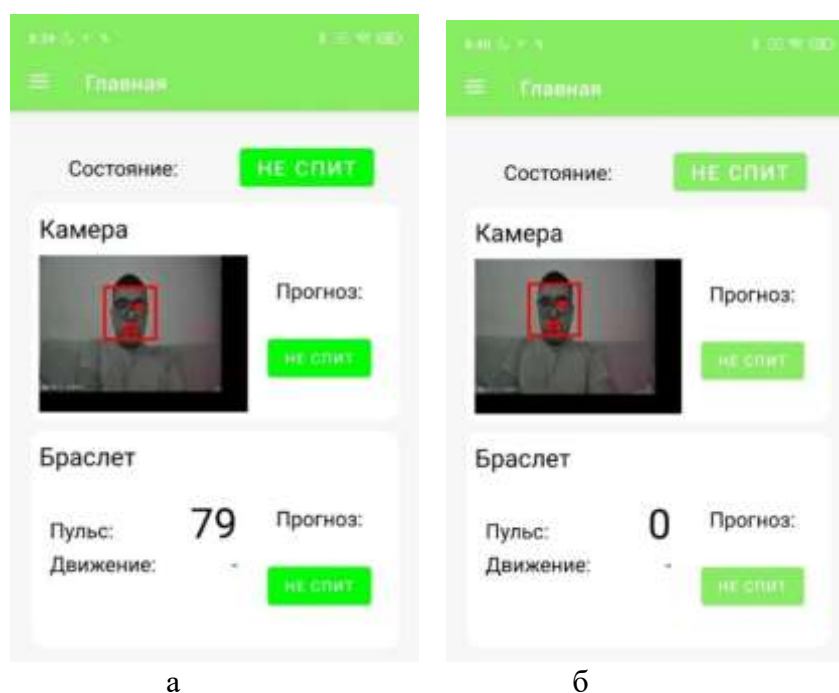 Главная
Состояние: НЕ СПИТ
Камера
Прогноз:
НЕ СПИТ
Браслет
Пульс: 79 Прогноз:
Движение: -
НЕ СПИТ
а
Главная
Состояние: НЕ СПИТ
Камера
Прогноз:
НЕ СПИТ
Браслет
Пульс: 0 Прогноз:
Движение: -
НЕ СПИТ
б